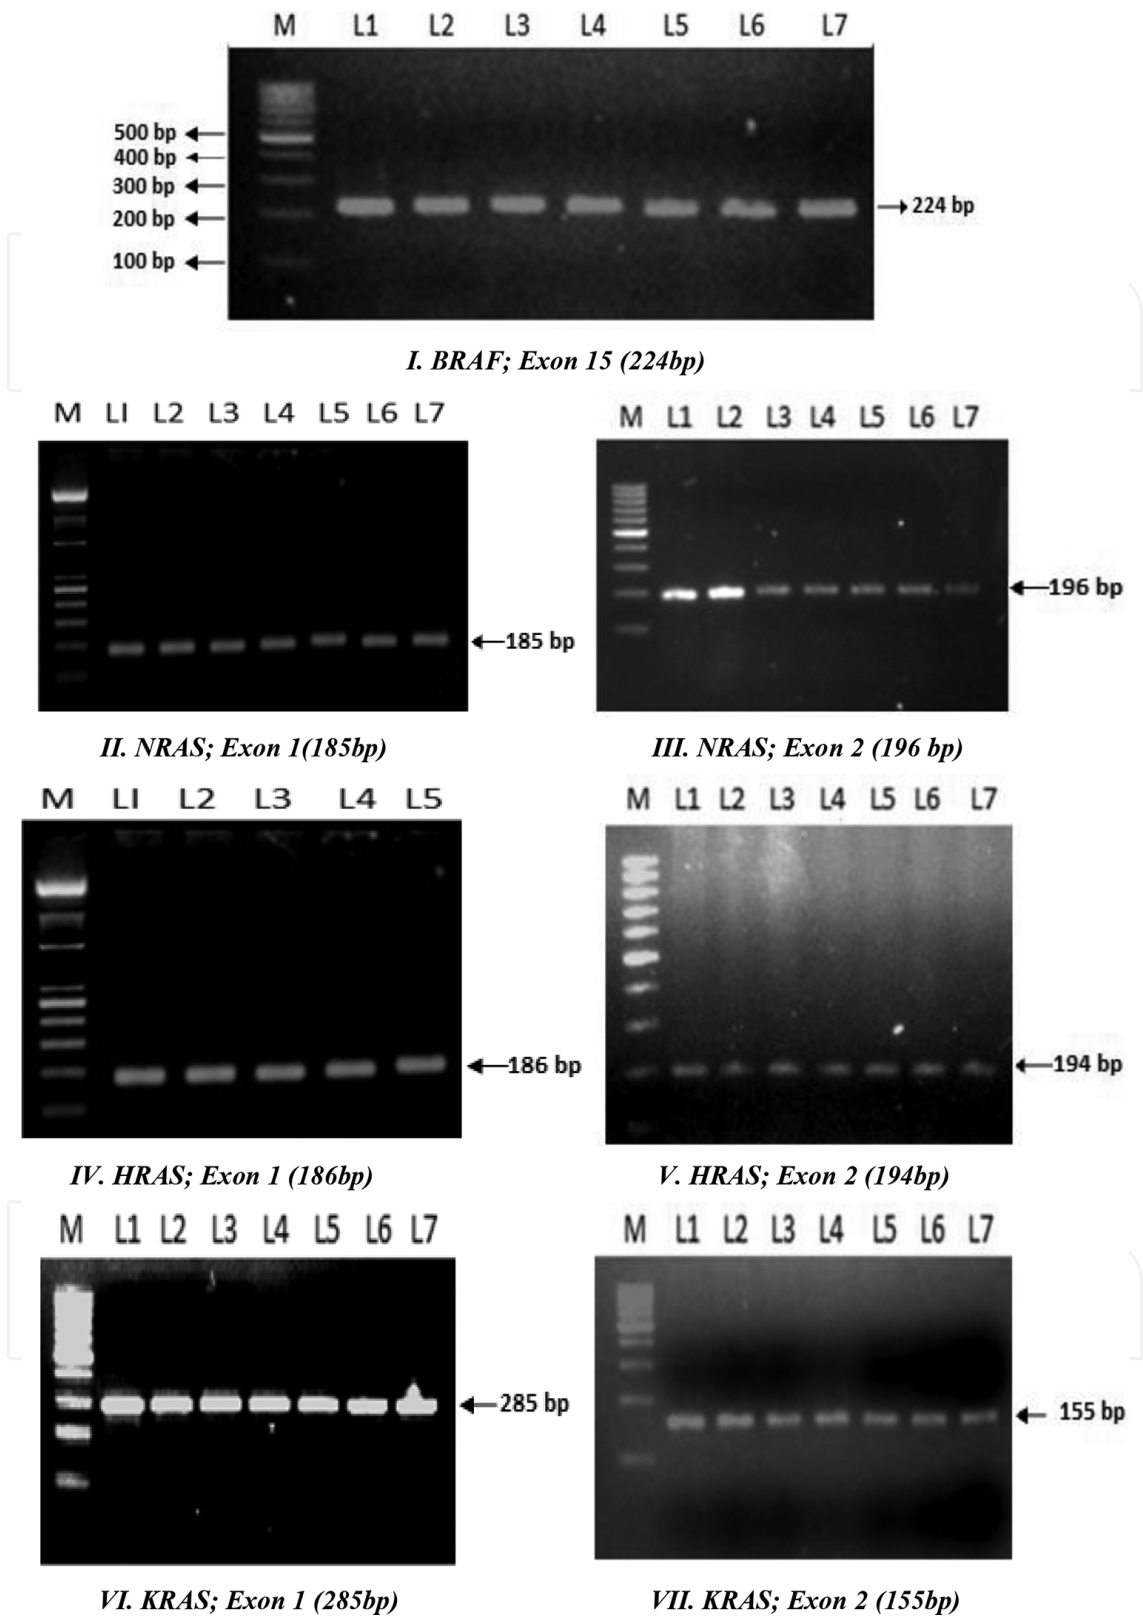 M L1 L2 L3 L4 L5 L6 L7
500 bp
400 bp
300 bp
200 bp
100 bp
224 bp
I. BRAF; Exon 15 (224bp)
M L1 L2 L3 L4 L5 L6 L7
185 bp
II. NRAS; Exon 1(185bp)
M L1 L2 L3 L4 L5 L6 L7
196 bp
III. NRAS; Exon 2 (196 bp)
M L1 L2 L3 L4 L5
186 bp
IV. HRAS; Exon 1 (186bp)
M L1 L2 L3 L4 L5 L6 L7
194 bp
V. HRAS; Exon 2 (194bp)
M L1 L2 L3 L4 L5 L6 L7
285 bp
VI. KRAS; Exon 1 (285bp)
M L1 L2 L3 L4 L5 L6 L7
155 bp
VII. KRAS; Exon 2 (155bp)